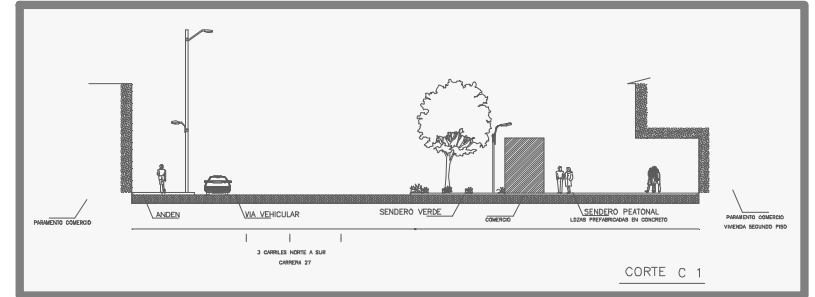 PARAMENTO COMERCIO
ANDEN
VIA VEHICULAR
SENDERO VERDE
COMERCIO
SENDERO PEATONAL
LOZAS PREFABRICADAS EN CONCRETO
PARAMENTO COMERCIO
VIVIENDA SEGUNDO PISO
3 CARRILES NORTE A SUR
CARRERA 27
CORTE C 1